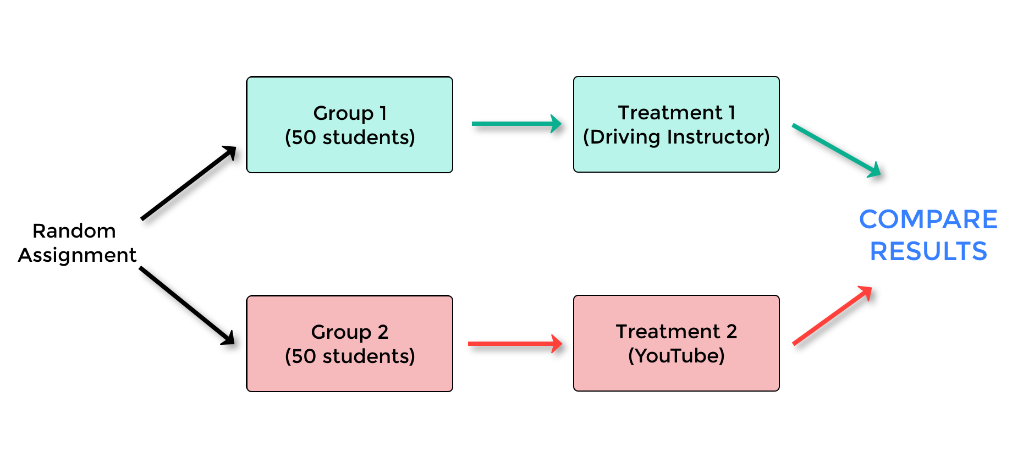 Random
Assignment
Group 1
(50 students)
Treatment 1
(Driving Instructor)
Group 2
(50 students)
Treatment 2
(YouTube)
COMPARE
RESULTS